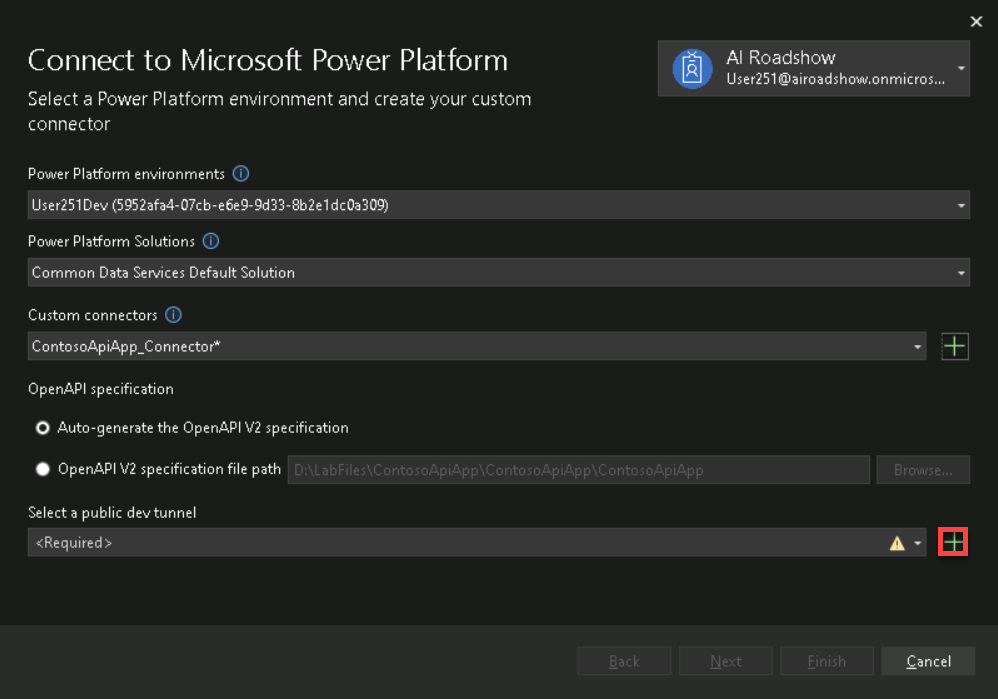 Connect to Microsoft Power Platform
AI Roadshow
User251@airoadshow.onmicros...
Select a Power Platform environment and create your custom
connector
Power Platform environments
User251Dev (5952afa4-07cb-e6e9-9d33-8b2e1dc0a309)
Power Platform Solutions
Common Data Services Default Solution
Custom connectors
ContosoApiApp_Connector*
OpenAPI specification
Auto-generate the OpenAPI V2 specification
OpenAPI V2 specification file path
D:\LabFiles\ContosoApiApp\ContosoApiApp\ContosoApiApp
Browse...
Select a public dev tunnel
<Required>
Back
Next
Finish
Cancel